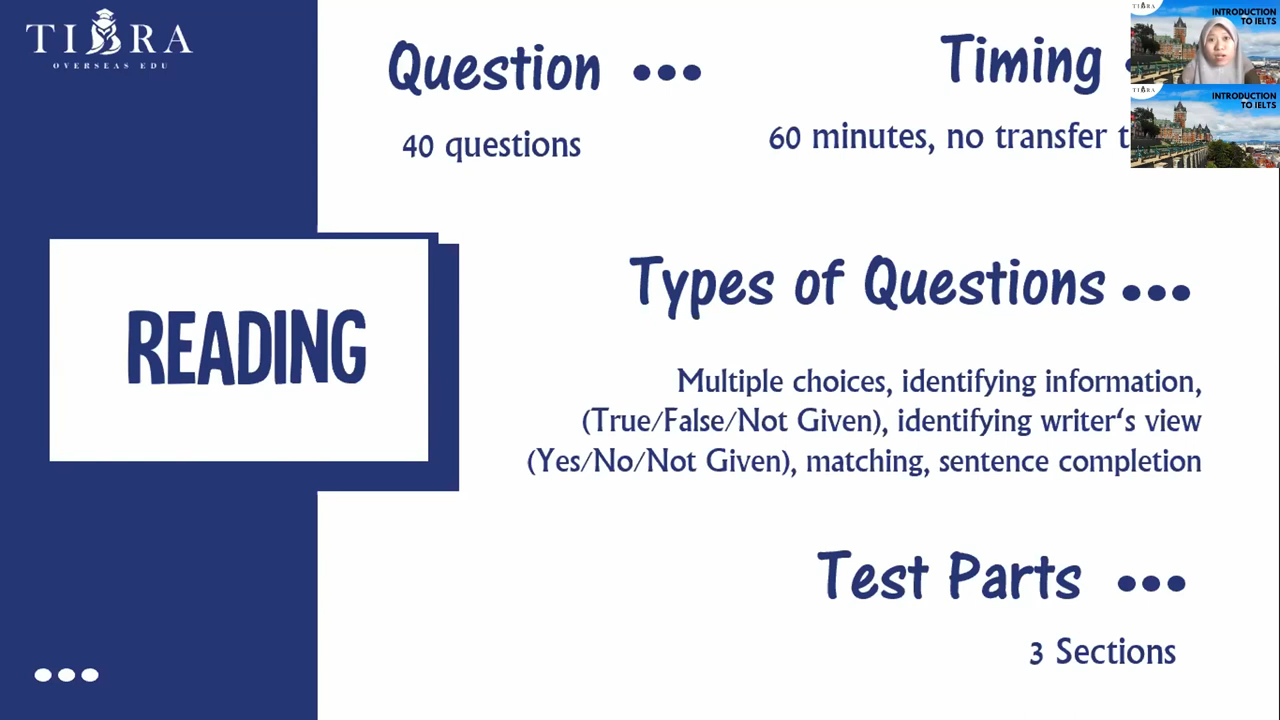 TIBRA
OVERSEAS EDU
Question
40 questions
Timing
60 minutes, no transfer
INTRODUCTION
TO IELTS
INTRODUCTION
TO IELTS
READING
Types of Questions
Multiple choices, identifying information,
(True/False/Not Given), identifying writer‘s view
(Yes/No/Not Given), matching, sentence completion
Test Parts
3 Sections